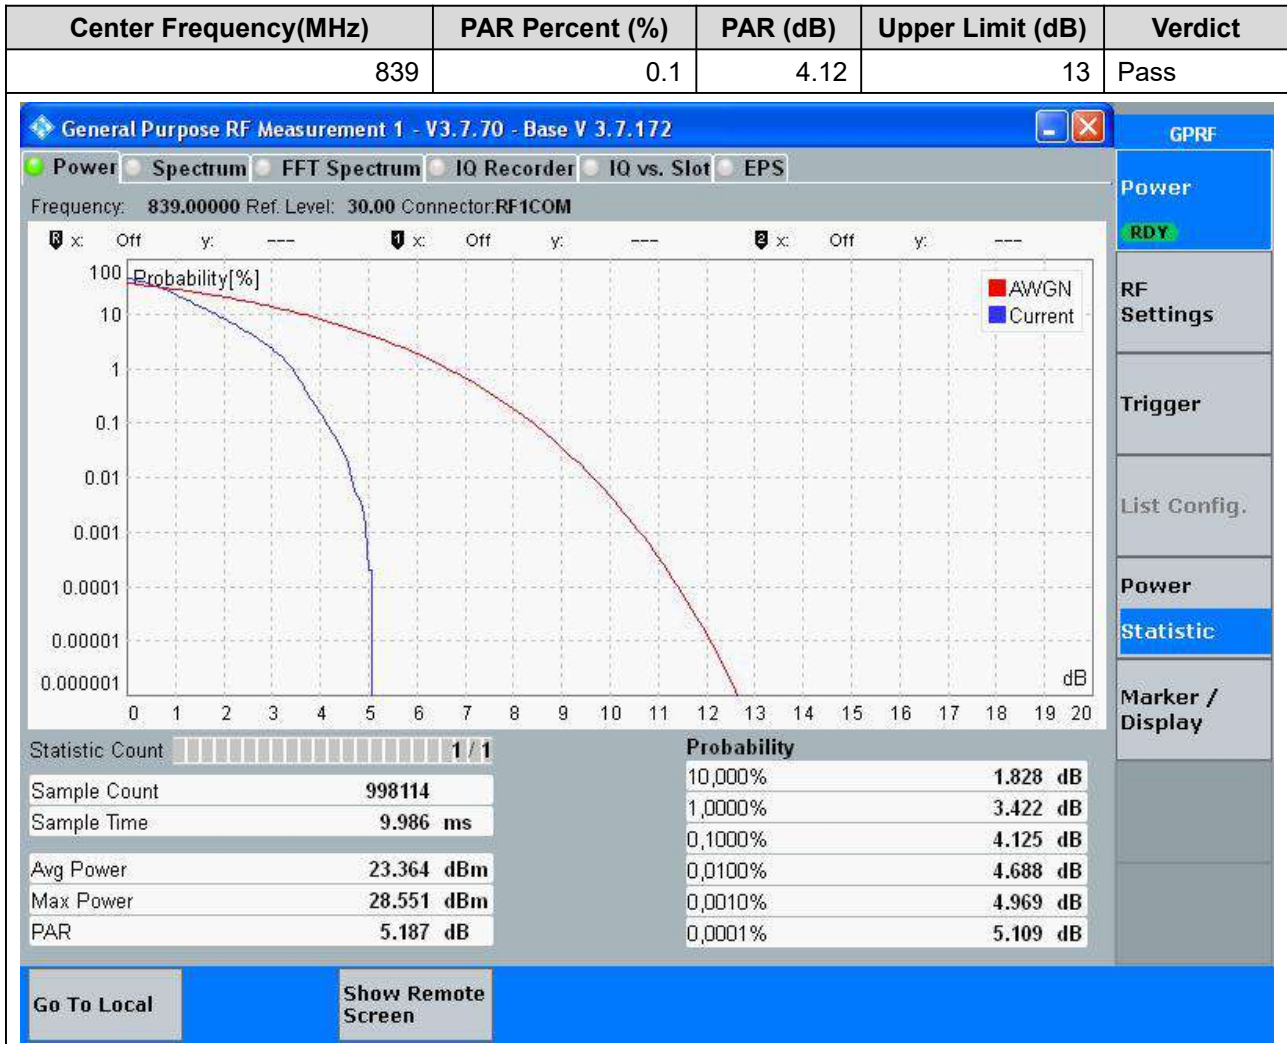 Center Frequency(MHz) PAR Percent (%) PAR (dB) Upper Limit (dB) Verdict
839 0.1 4.12 13 Pass
General Purpose RF Measurement 1 - V3.7.70 - Base V 3.7.172
GPRF
Power Spectrum FFT Spectrum IQ Recorder IQ vs. Slot EPS
Power
RDY
Frequency: 839.00000 Ref. Level: 30.00 Connector:RF1COM
R x: Off y: --- 1 x: Off y: --- 2 x: Off y: ---
Probability[%]
AWGN
Current
100
10
1
0.1
0.01
0.001
0.0001
0.00001
0.000001
dB
0 1 2 3 4 5 6 7 8 9 10 11 12 13 14 15 16 17 18 19 20
RF
Settings
Trigger
List Config.
Power
Statistic
Marker /
Display
Statistic Count 1 / 1
Sample Count 998114
Sample Time 9.986 ms
Avg Power 23.364 dBm
Max Power 28.551 dBm
PAR 5.187 dB
Probability
10,000% 1.828 dB
1,0000% 3.422 dB
0,1000% 4.125 dB
0,0100% 4.688 dB
0,0010% 4.969 dB
0,0001% 5.109 dB
Go To Local
Show Remote
Screen